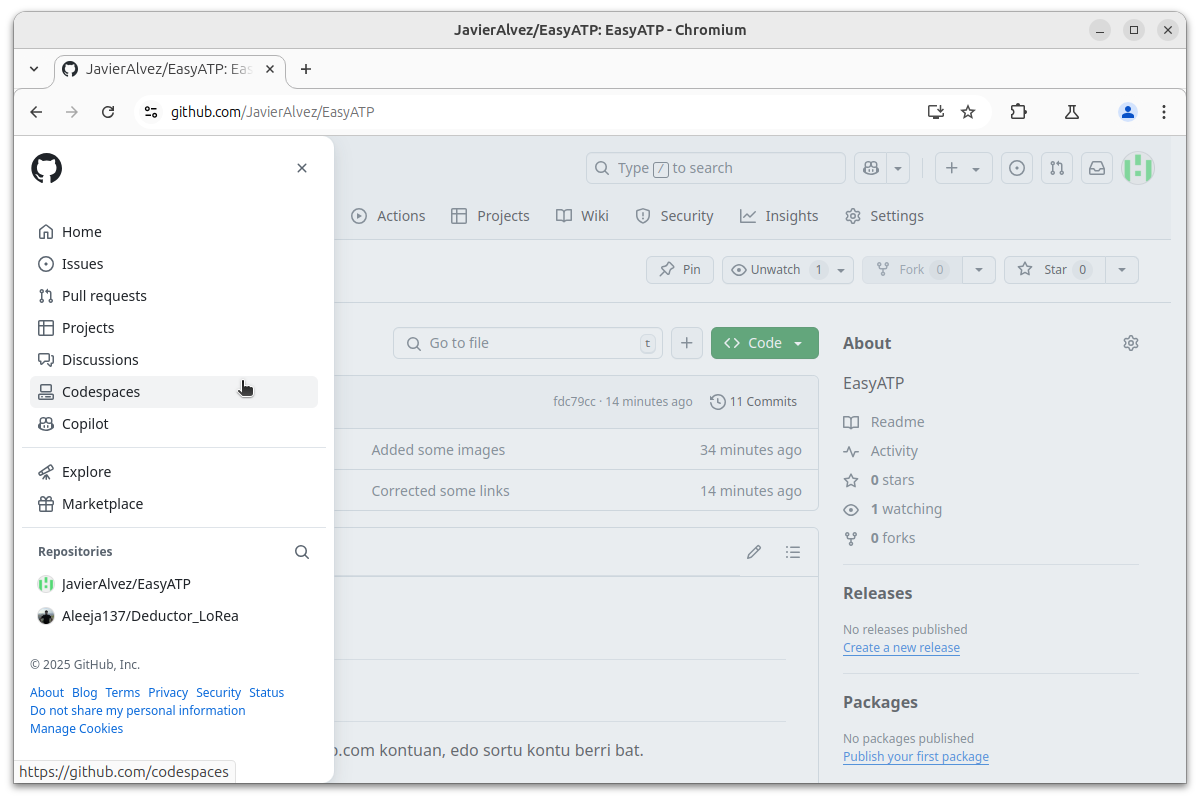 JavierAlvez/EasyATP: EasyATP - Chromium
JavierAlvez/EasyATP: Eas
github.com/JavierAlvez/EasyATP
Type / to search
Actions Projects Wiki Security Insights Settings
Pin Unwatch 1 Fork 0 Star 0
Home
Issues
Pull requests
Projects
Discussions
Codespaces
Copilot
Explore
Marketplace
Repositories
JavierAlvez/EasyATP
Aleeja137/Deductor_LoRea
© 2025 GitHub, Inc.
About Blog Terms Privacy Security Status
Do not share my personal information
Manage Cookies
https://github.com/codespaces
Go to file t + Code
fdc79cc · 14 minutes ago 11 Commits
Added some images 34 minutes ago
Corrected some links 14 minutes ago
.com kontuan, edo sortu kontu berri bat.
About
EasyATP
Readme
Activity
0 stars
1 watching
0 forks
Releases
No releases published
Create a new release
Packages
No packages published
Publish your first package